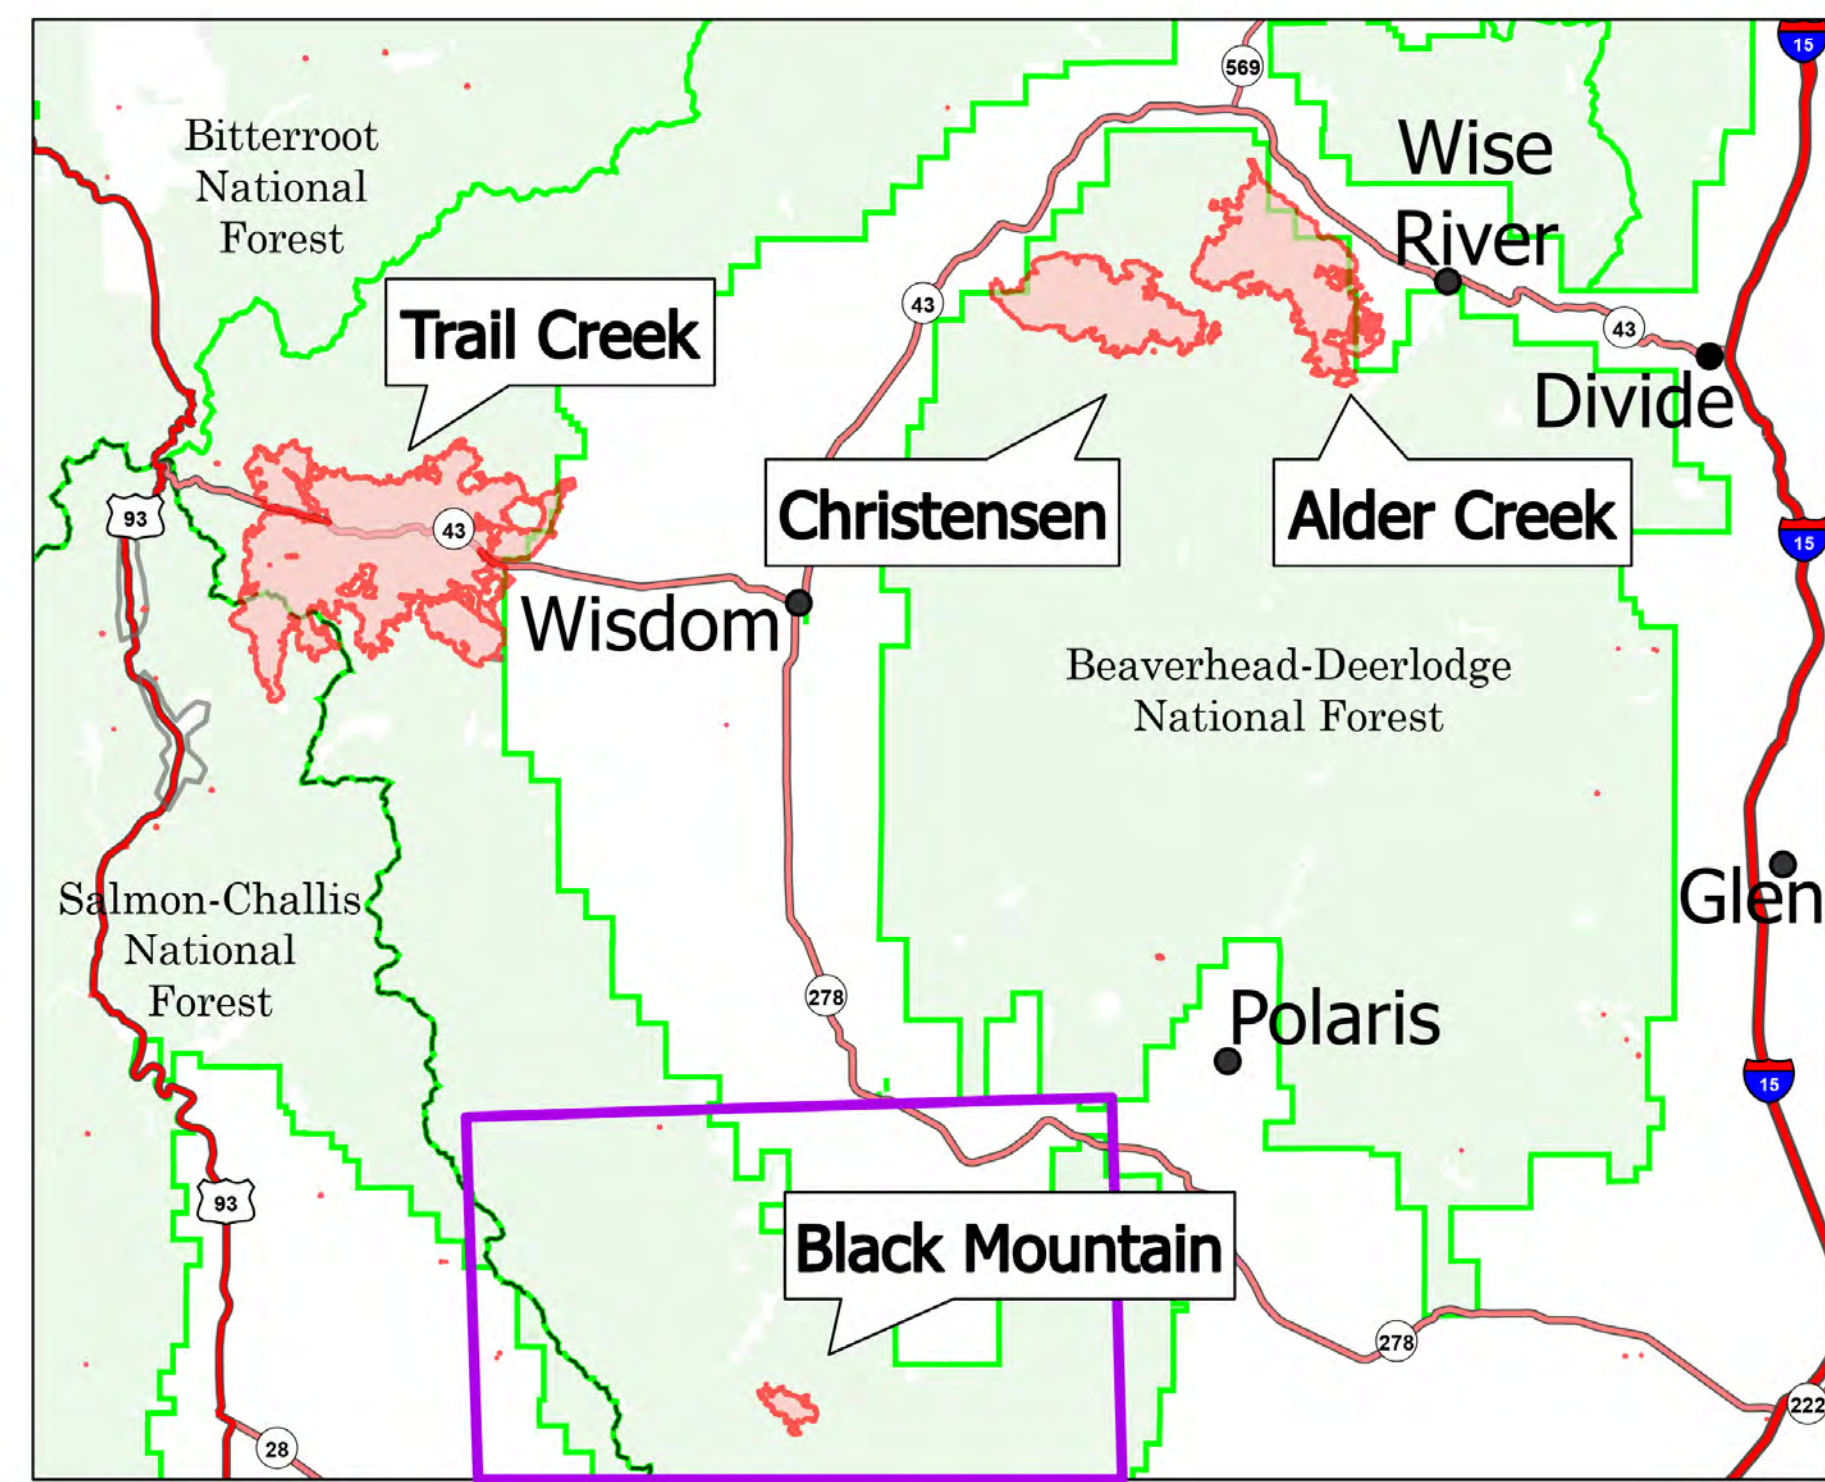 15
569
Bitterroot
National
Forest
Wise
River
43
Trail Creek
43
Divide
93
43
Christensen
Alder Creek
15
Wisdom
Beaverhead-Deerlodge
National Forest
Salmon-Challis
National
Forest
Glen
278
Polaris
15
93
Black Mountain
278
222
28